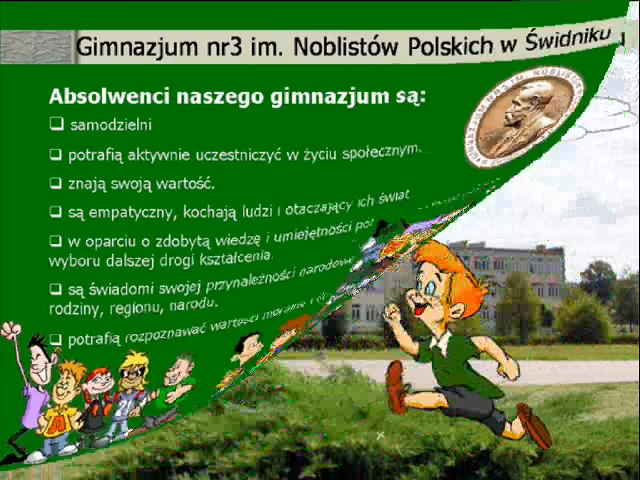 Gimnazjum nr3 im. Noblistów Polskich w Świdniku
Absolwenci naszego gimnazjum są:
samodzielni
potrafią aktywnie uczestniczyć w życiu społecznym.
znają swoją wartość.
są empatyczny, kochają ludzi i otaczający ich świat
w oparciu o zdobytą wiedzę i umiejętności
wyboru dalszej drogi kształcenia.
są świadomi swojej przynależności
rodziny, regionu, narodu.
potrafią rozpoznawać wartości moralne i